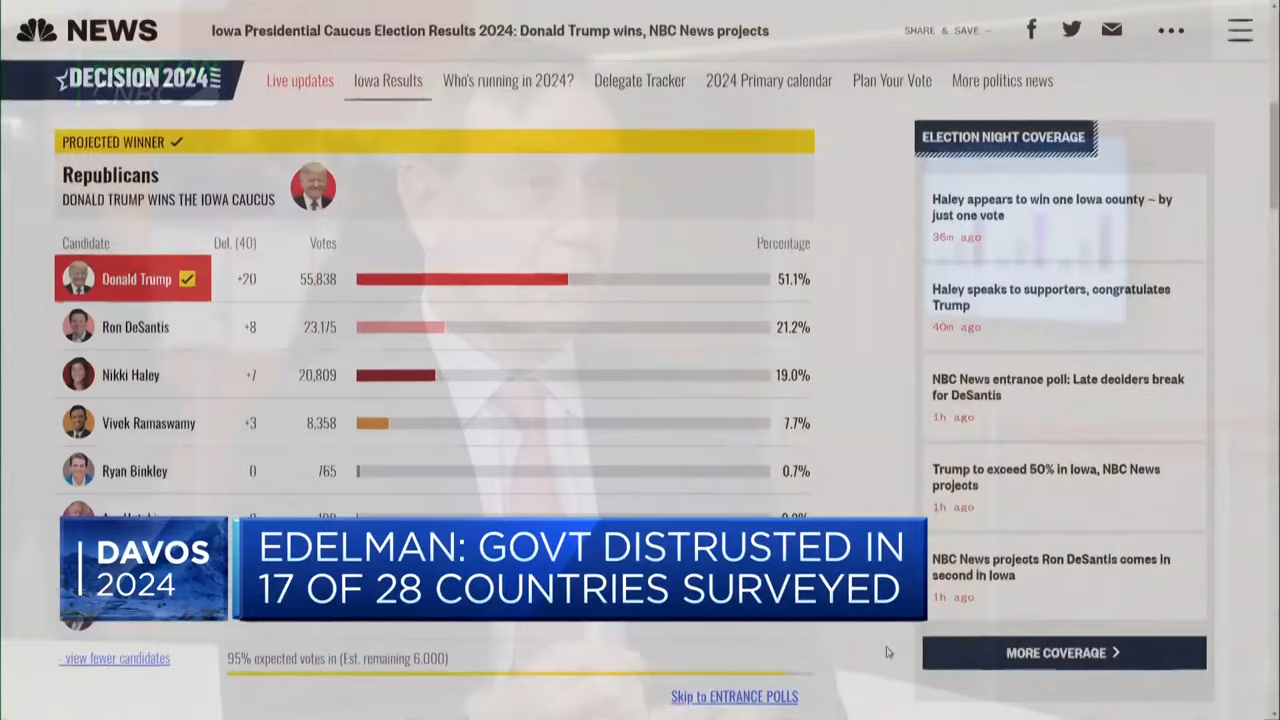 NEWS
Iowa Presidential Caucus Election Results 2024: Donald Trump wins, NBC News projects
SHARE & SAVE –
DECISION 2024
Live updates
Iowa Results
Who's running in 2024?
Delegate Tracker
2024 Primary calendar
Plan Your Vote
More politics news
PROJECTED WINNER
Republicans
DONALD TRUMP WINS THE IOWA CAUCUS
Candidate Del. (40) Votes Percentage
Donald Trump +20 55,838 51.1%
Ron DeSantis +8 23,175 21.2%
Nikki Haley +7 20,809 19.0%
Vivek Ramaswamy +3 8,358 7.7%
Ryan Binkley 0 765 0.7%
view fewer candidates
95% expected votes in (Est. remaining 6,000)
Skip to ENTRANCE POLLS
ELECTION NIGHT COVERAGE
Haley appears to win one Iowa county – by
just one vote
36m ago
Haley speaks to supporters, congratulates
Trump
40m ago
NBC News entrance poll: Late deciders break
for DeSantis
1h ago
Trump to exceed 50% in Iowa, NBC News
projects
1h ago
NBC News projects Ron DeSantis comes in
second in Iowa
1h ago
MORE COVERAGE
DAVOS
2024
EDELMAN: GOVT DISTRUSTED IN
17 OF 28 COUNTRIES SURVEYED